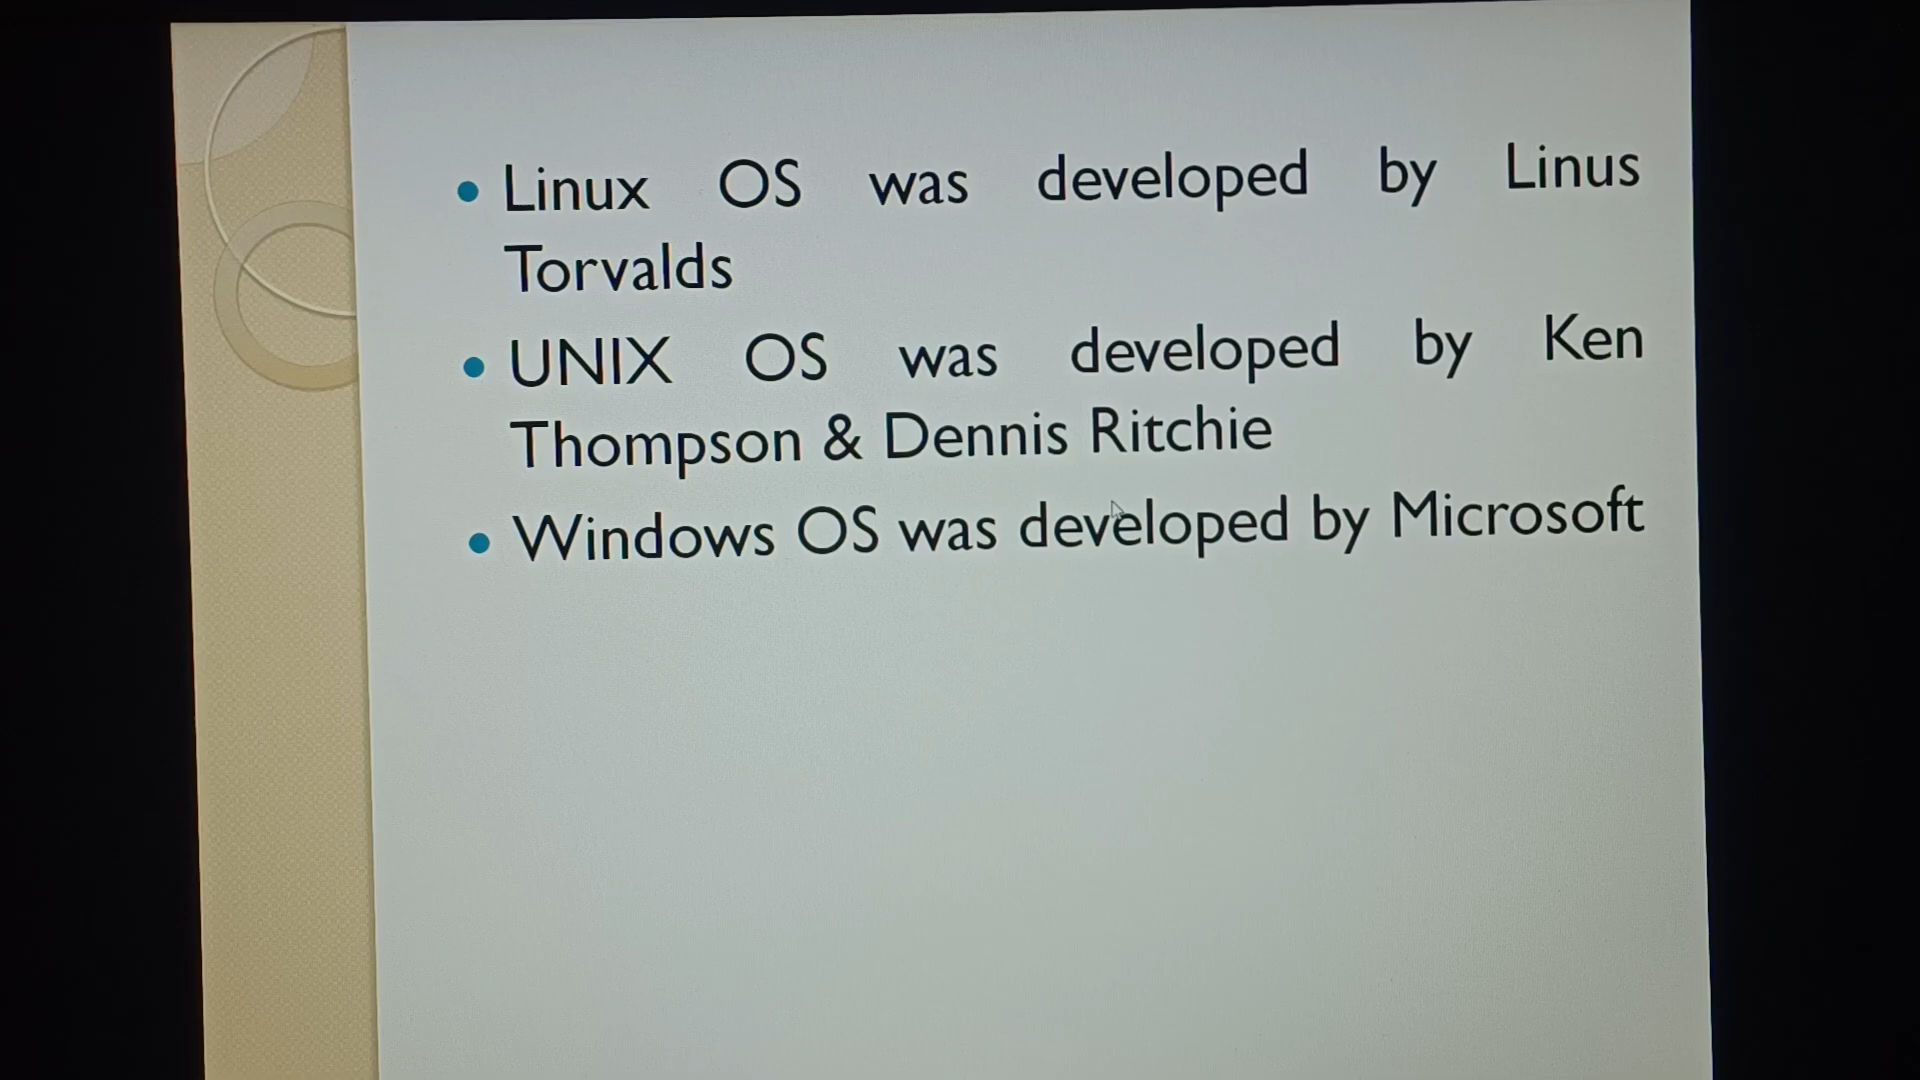 • Linux OS was developed by Linus
Torvalds
• UNIX OS was developed by Ken
Thompson & Dennis Ritchie
• Windows OS was developed by Microsoft